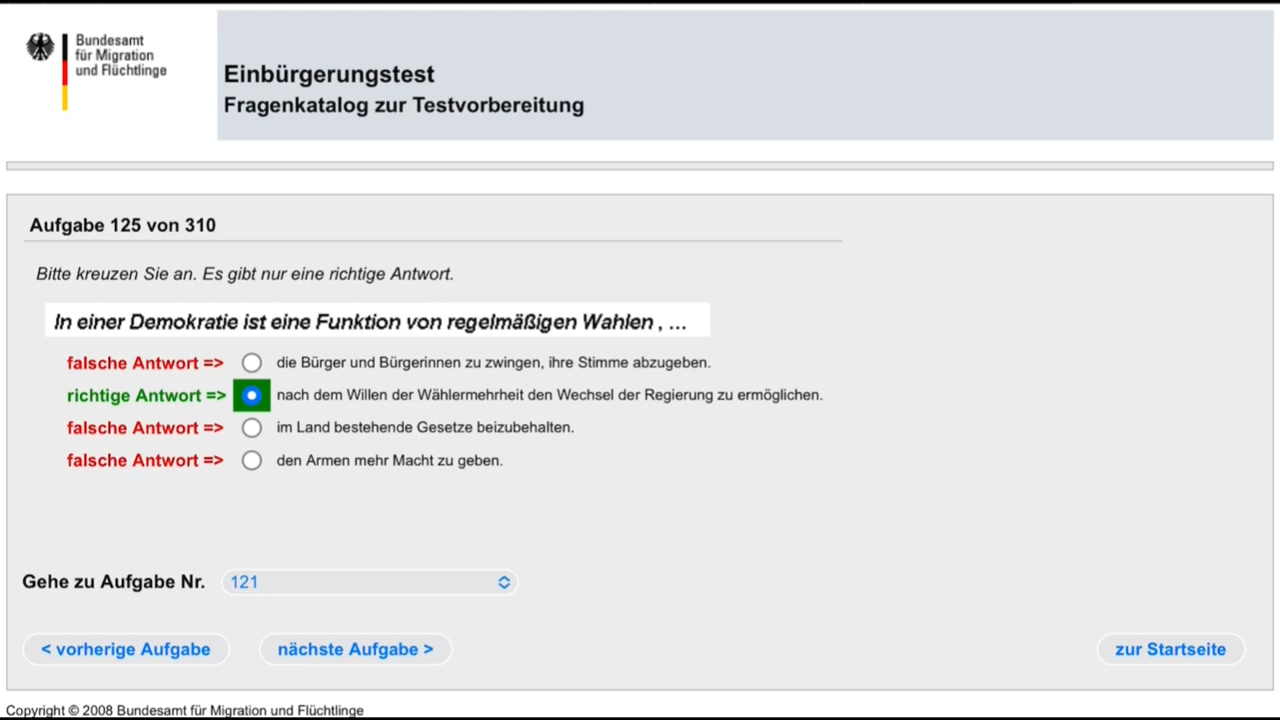 Bundesamt
für Migration
und Flüchtlinge
Einbürgerungstest
Fragenkatalog zur Testvorbereitung
Aufgabe 125 von 310
Bitte kreuzen Sie an. Es gibt nur eine richtige Antwort.
In einer Demokratie ist eine Funktion von regelmäßigen Wahlen , ...
falsche Antwort => die Bürger und Bürgerinnen zu zwingen, ihre Stimme abzugeben.
richtige Antwort => nach dem Willen der Wählermehrheit den Wechsel der Regierung zu ermöglichen.
falsche Antwort => im Land bestehende Gesetze beizubehalten.
falsche Antwort => den Armen mehr Macht zu geben.
Gehe zu Aufgabe Nr. 121
< vorherige Aufgabe nächste Aufgabe > zur Startseite
Copyright © 2008 Bundesamt für Migration und Flüchtlinge